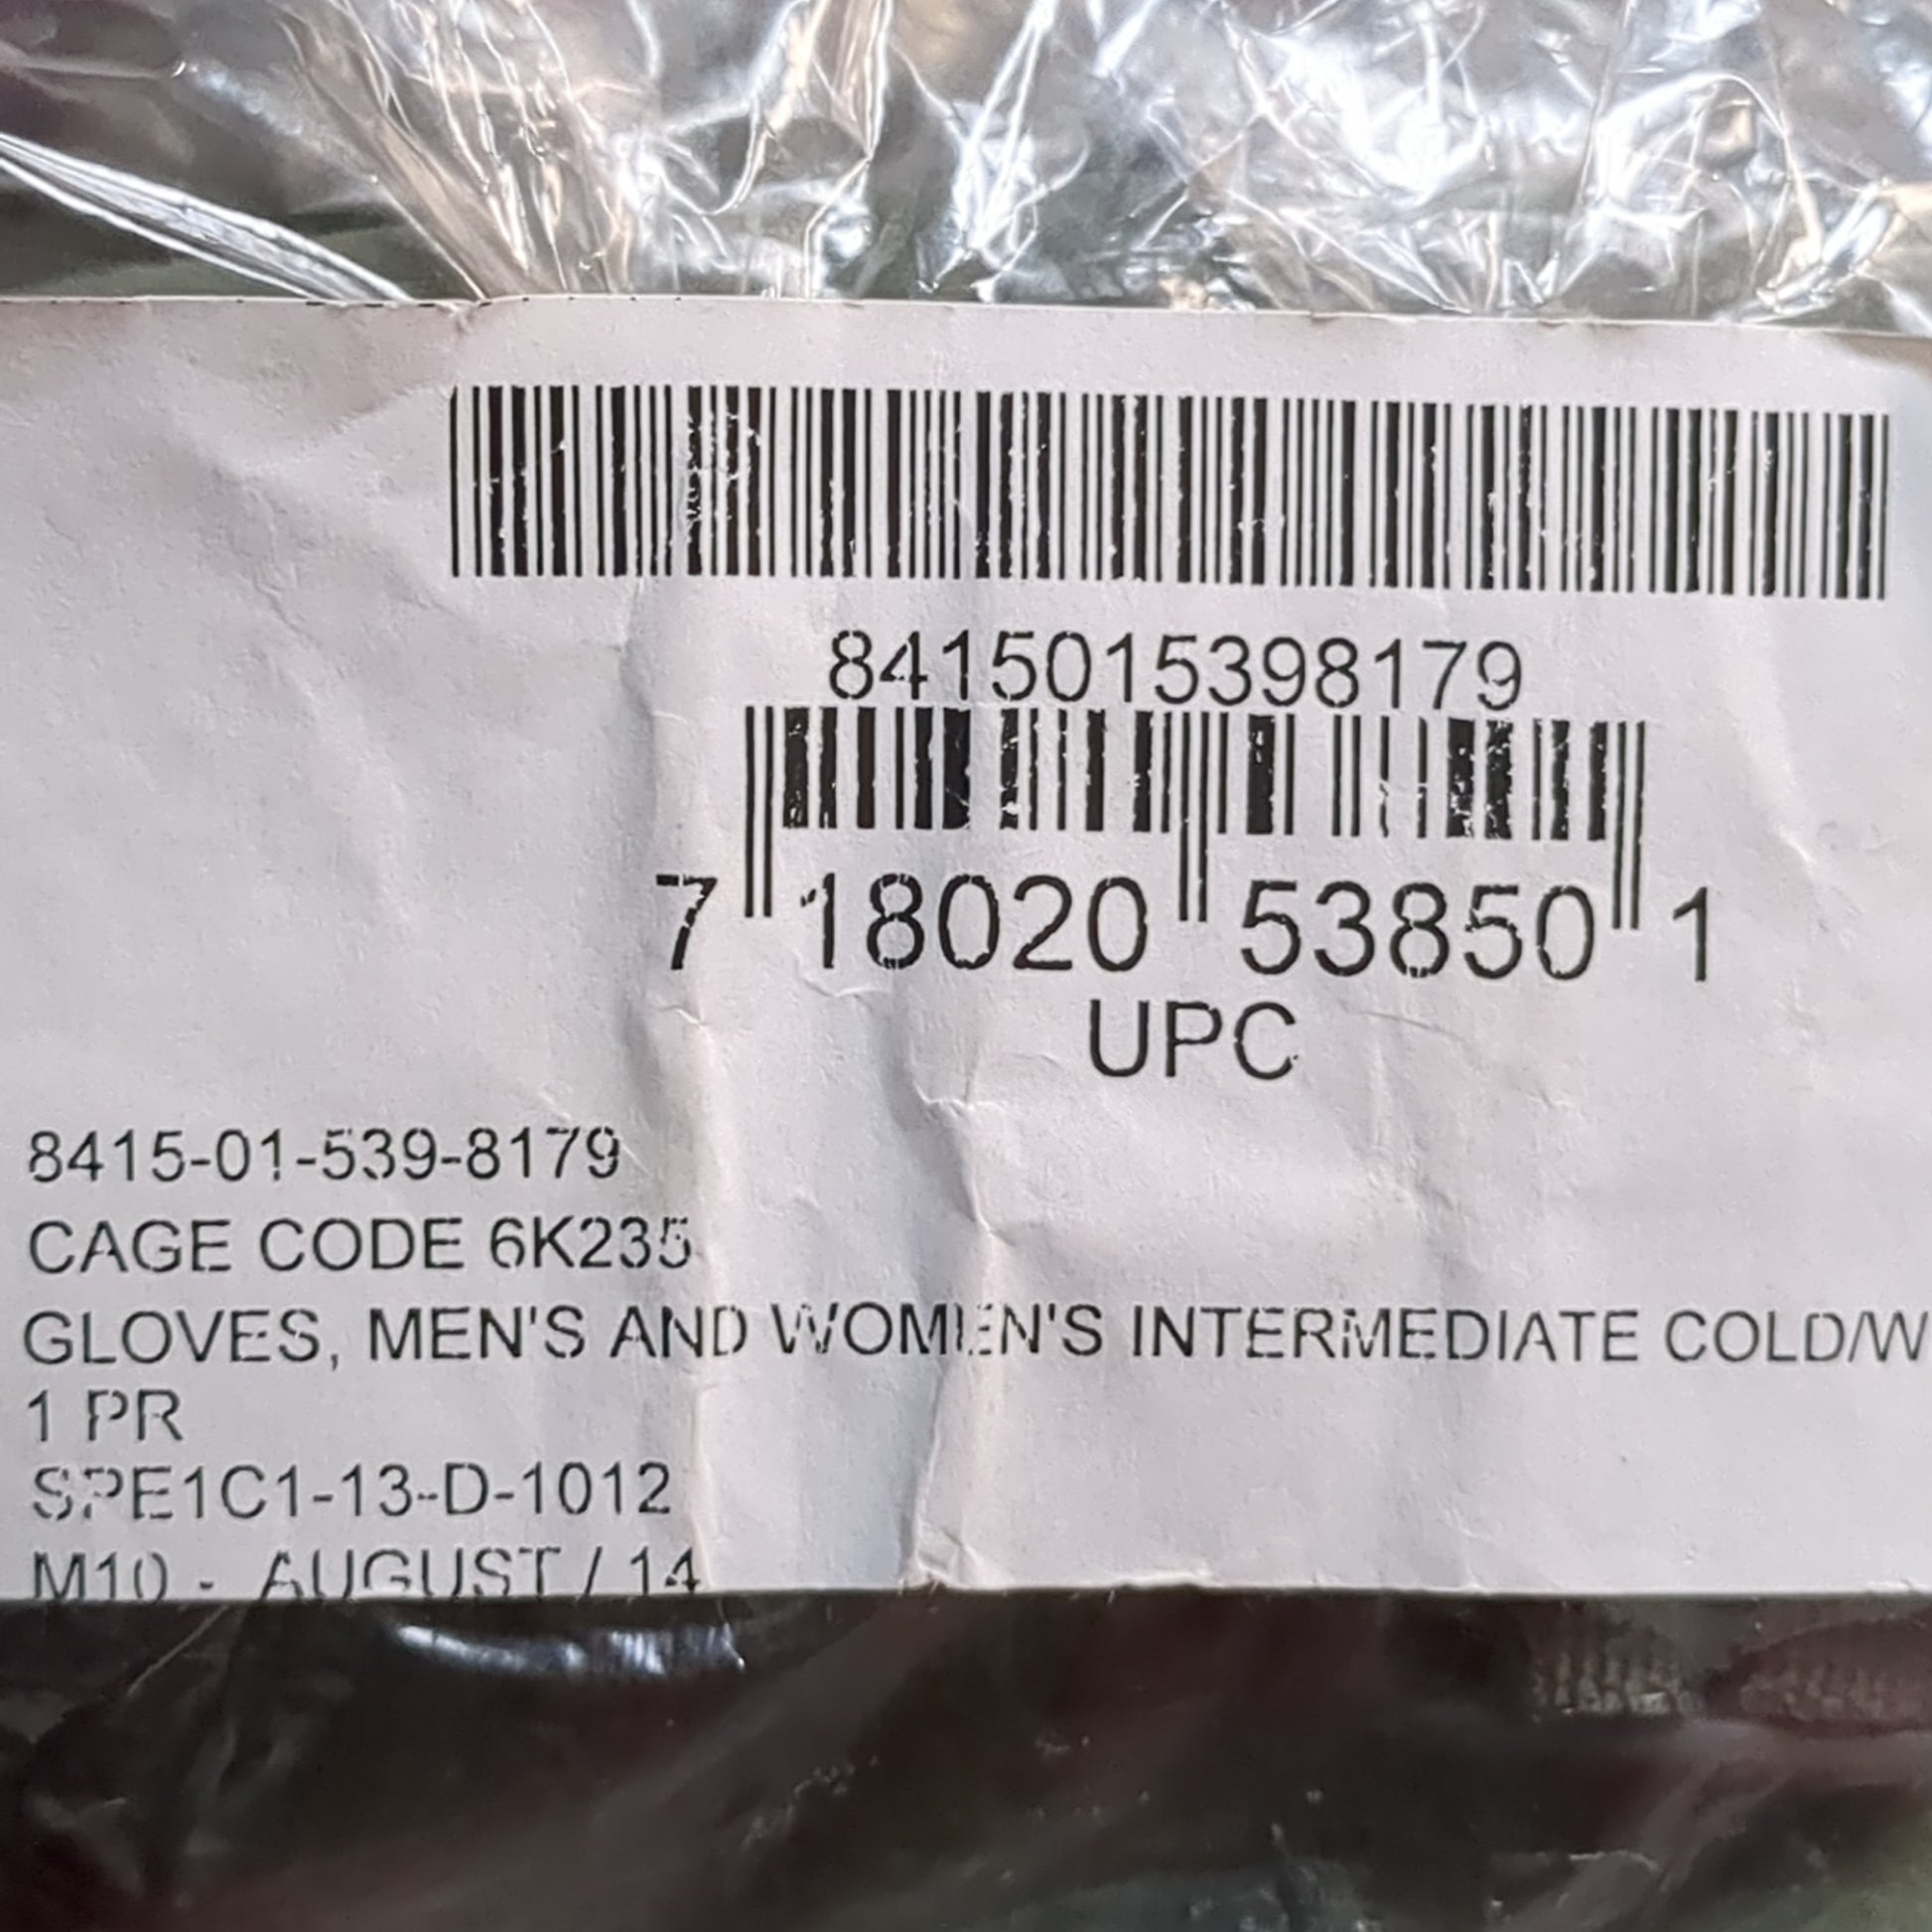 8415015398179
7 18020 53850 1
UPC
8415-01-539-8179
CAGE CODE 6K235
GLOVES, MEN'S AND WOMEN'S INTERMEDIATE COLD/W
1 PR
SPE1C1-13-D-1012
M10 - AUGUST / 14